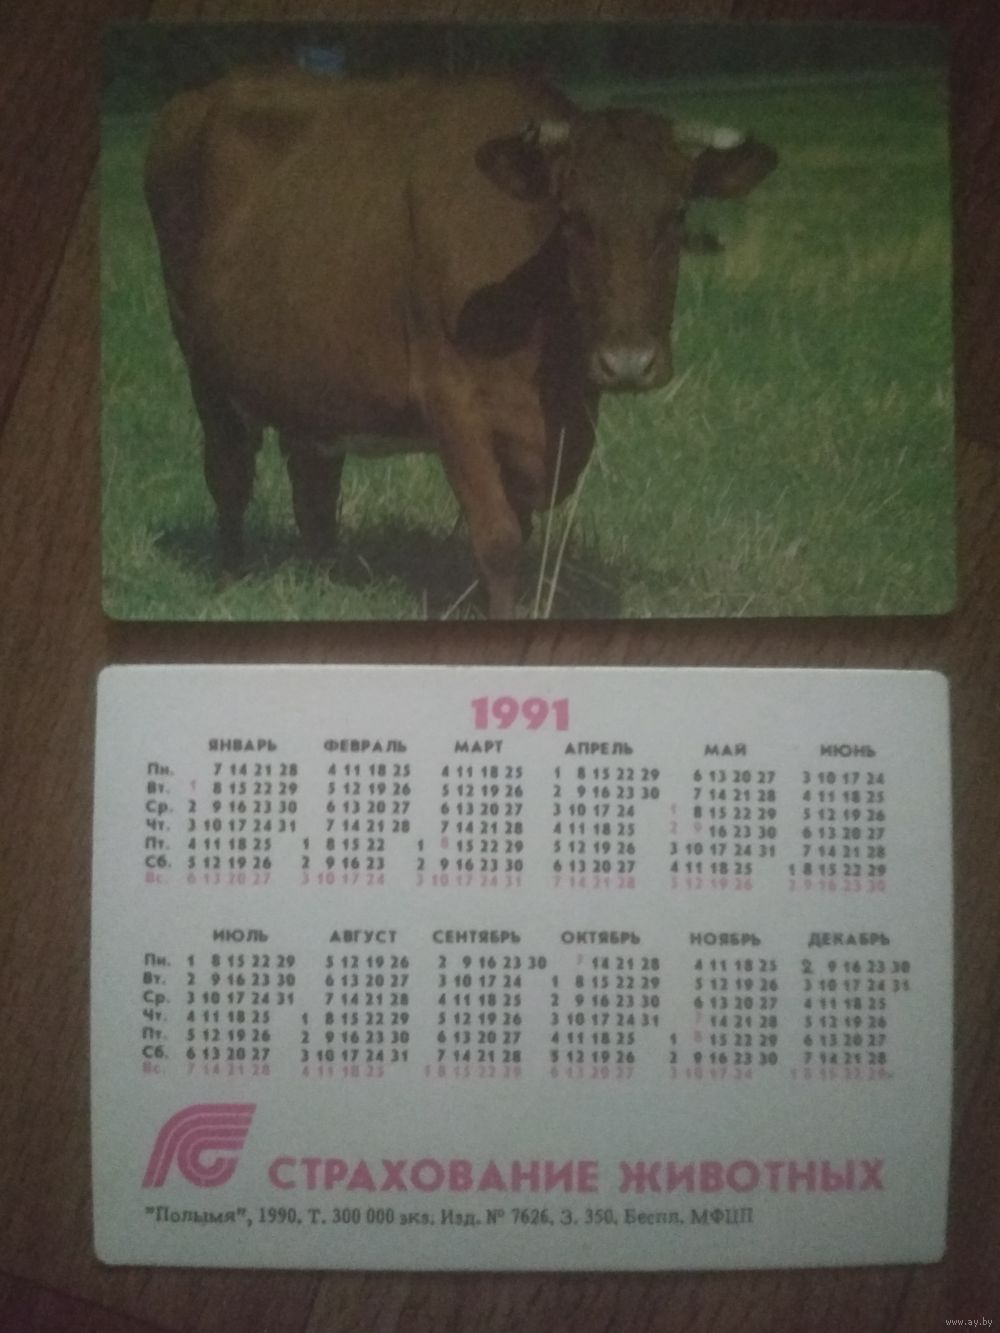 1991
ЯНВАРЬ ФЕВРАЛЬ МАРТ АПРЕЛЬ МАЙ ИЮНЬ
Пн. 7 14 21 28 4 11 18 25 4 11 18 25 1 8 15 22 29 6 13 20 27 3 10 17 24
Вт. 1 8 15 22 29 5 12 19 26 5 12 19 26 2 9 16 23 30 7 14 21 28 4 11 18 25
Ср. 2 9 16 23 30 6 13 20 27 6 13 20 27 3 10 17 24 1 8 15 22 29 5 12 19 26
Чт. 3 10 17 24 31 7 14 21 28 7 14 21 28 4 11 18 25 2 9 16 23 30 6 13 20 27
Пт. 4 11 18 25 1 8 15 22 1 8 15 22 29 5 12 19 26 3 10 17 24 31 7 14 21 28
Сб. 5 12 19 26 2 9 16 23 2 9 16 23 30 6 13 20 27 4 11 18 25 1 8 15 22 29
Вс. 6 13 20 27 3 10 17 24 3 10 17 24 31 7 14 21 28 5 12 19 26 2 9 16 23 30
ИЮЛЬ АВГУСТ СЕНТЯБРЬ ОКТЯБРЬ НОЯБРЬ ДЕКАБРЬ
Пн. 1 8 15 22 29 5 12 19 26 2 9 16 23 30 7 14 21 28 4 11 18 25 2 9 16 23 30
Вт. 2 9 16 23 30 6 13 20 27 3 10 17 24 1 8 15 22 29 5 12 19 26 3 10 17 24 31
Ср. 3 10 17 24 31 7 14 21 28 4 11 18 25 2 9 16 23 30 6 13 20 27 4 11 18 25
Чт. 4 11 18 25 1 8 15 22 29 5 12 19 26 3 10 17 24 31 7 14 21 28 5 12 19 26
Пт. 5 12 19 26 2 9 16 23 30 6 13 20 27 4 11 18 25 1 8 15 22 29 6 13 20 27
Сб. 6 13 20 27 3 10 17 24 31 7 14 21 28 5 12 19 26 2 9 16 23 30 7 14 21 28
Вс. 7 14 21 28 4 11 18 25 1 8 15 22 29 6 13 20 27 3 10 17 24 1 8 15 22 29
ГС СТРАХОВАНИЕ ЖИВОТНЫХ
"Полымя", 1990. Т. 300 000 экз. Изд. № 7626. З. 350. Беспл. МФЦП
www.ay.by